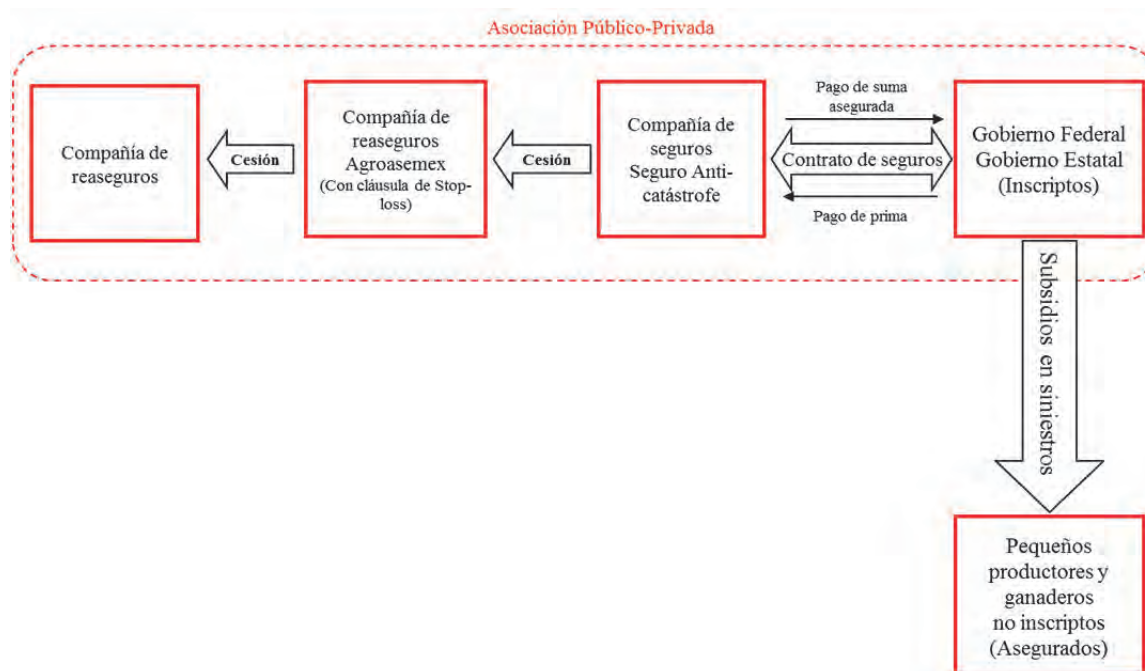 Asociación Público-Privada
Compañía de
reaseguros
Cesión
Compañía de
reaseguros
Agroasemex
(Con cláusula de Stop-
loss)
Cesión
Compañía de
seguros
Seguro Anti-
catástrofe
Pago de suma
asegurada
Contrato de seguros
Pago de prima
Gobierno Federal
Gobierno Estatal
(Inscriptos)
Subsidios en siniestros
Pequeños
productores y
ganaderos
no inscriptos
(Asegurados)